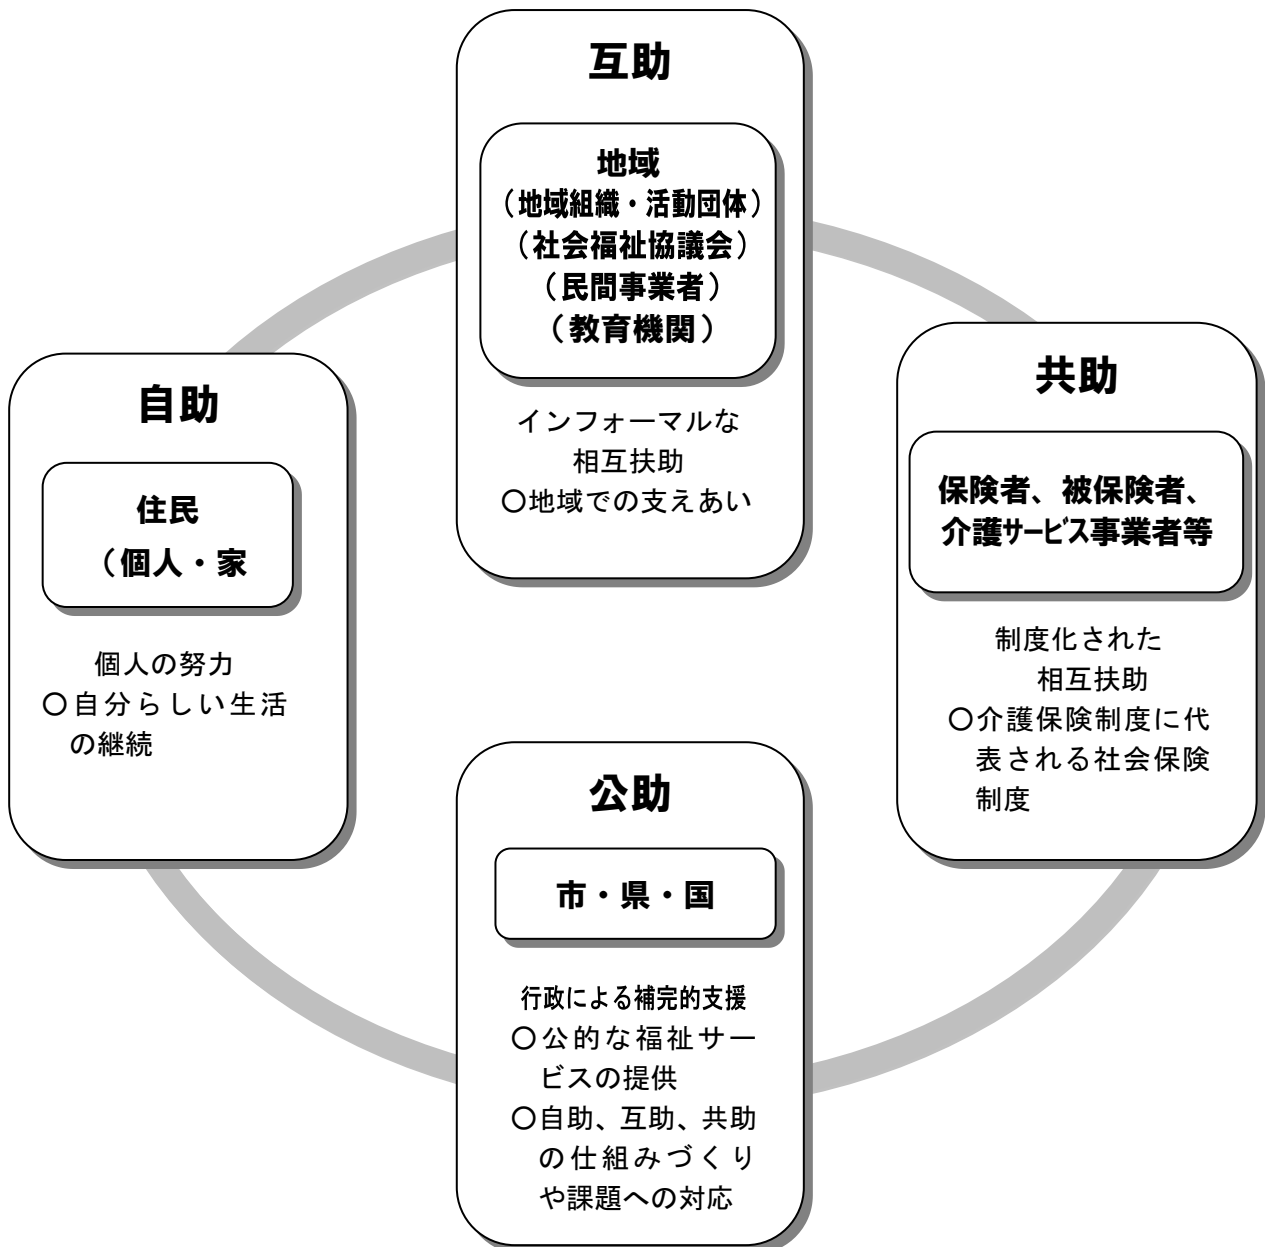 互助
地域
（地域組織・活動団体）
（社会福祉協議会）
（民間事業者）
（教育機関）
インフォーマルな
相互扶助
○地域での支えあい
自助
住民
（個人・家
個人の努力
○自分らしい生活
の継続
共助
保険者、被保険者、
介護サービス事業者等
制度化された
相互扶助
○介護保険制度に代
表される社会保険
制度
公助
市・県・国
行政による補完的支援
○公的な福祉サー
ビスの提供
○自助、互助、共助
の仕組みづくり
や課題への対応